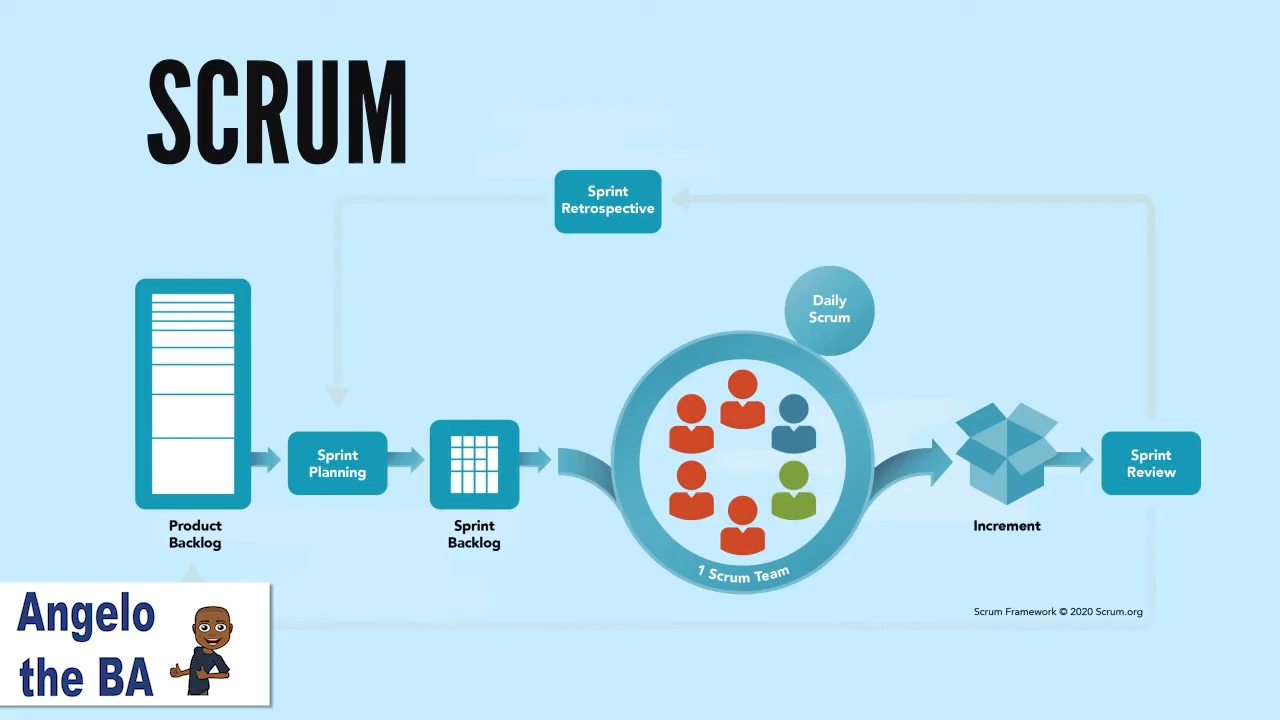 SCRUM
Sprint
Retrospective
Daily
Scrum
Sprint
Planning
Sprint
Review
Product
Backlog
Sprint
Backlog
Increment
1 Scrum Team
Scrum Framework © 2020 Scrum.org
Angelo
the BA